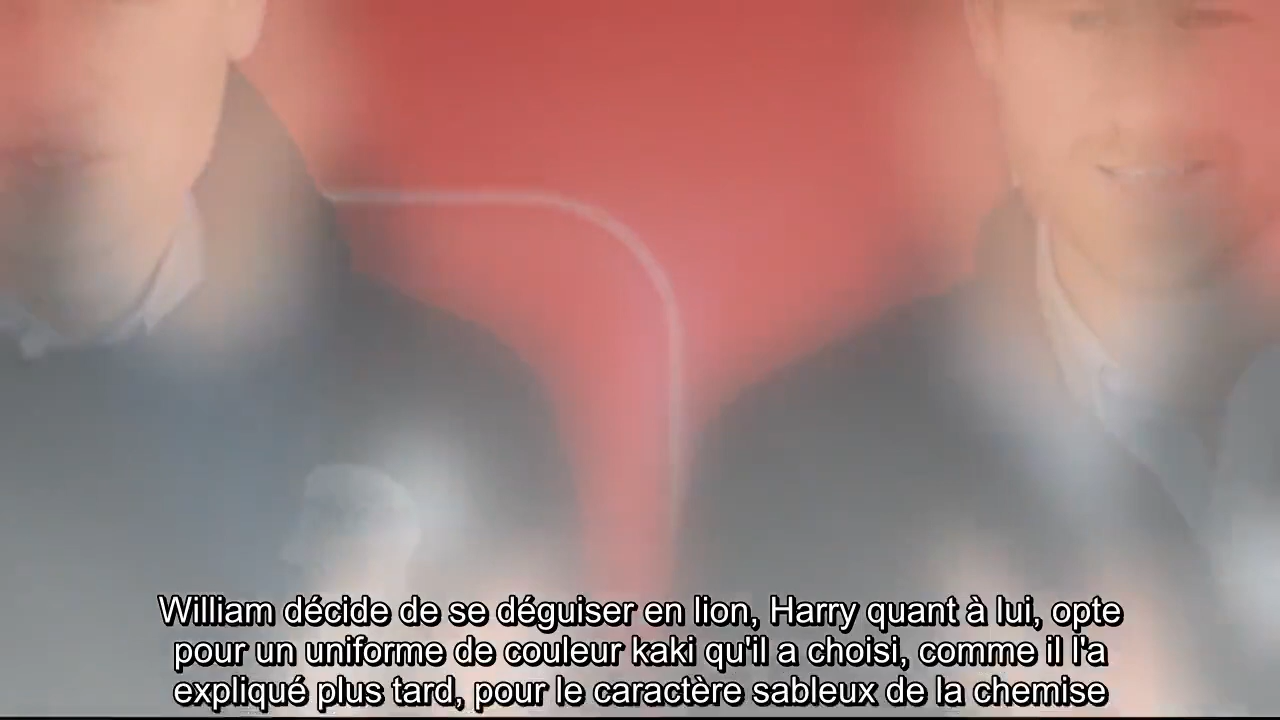 William décide de se déguiser en lion, Harry quant à lui, opte
pour un uniforme de couleur kaki qu'il a choisi, comme il l'a
expliqué plus tard, pour le caractère sableux de la chemise